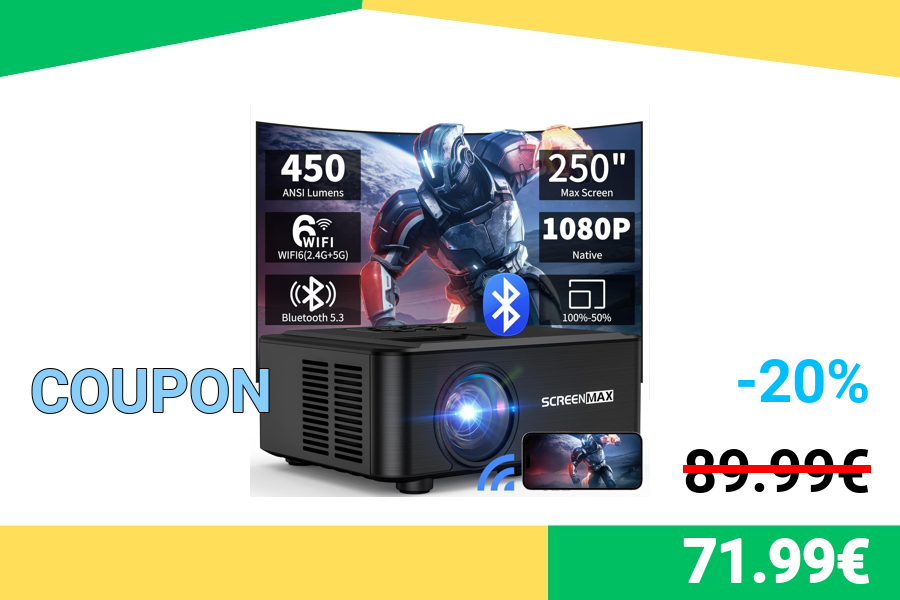 450
ANSI Lumens
250"
Max Screen
6 WIFI
WIFI6(2.4G+5G)
1080P
Native
Bluetooth 5.3
100%-50%
SCREENMAX
COUPON
-20%
89.99€
71.99€